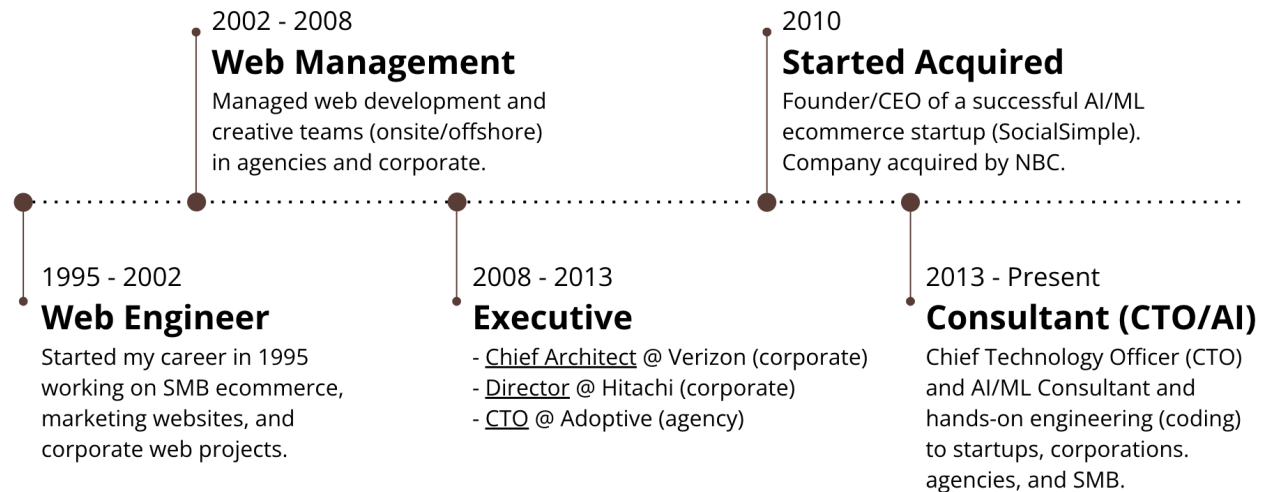 2002 - 2008
Web Management
Managed web development and
creative teams (onsite/offshore)
in agencies and corporate.
2010
Started Acquired
Founder/CEO of a successful AI/ML
ecommerce startup (SocialSimple).
Company acquired by NBC.
1995 - 2002
Web Engineer
Started my career in 1995
working on SMB ecommerce,
marketing websites, and
corporate web projects.
2008 - 2013
Executive
- Chief Architect @ Verizon (corporate)
- Director @ Hitachi (corporate)
- CTO @ Adoptive (agency)
2013 - Present
Consultant (CTO/AI)
Chief Technology Officer (CTO)
and AI/ML Consultant and
hands-on engineering (coding)
to startups, corporations.
agencies, and SMB.